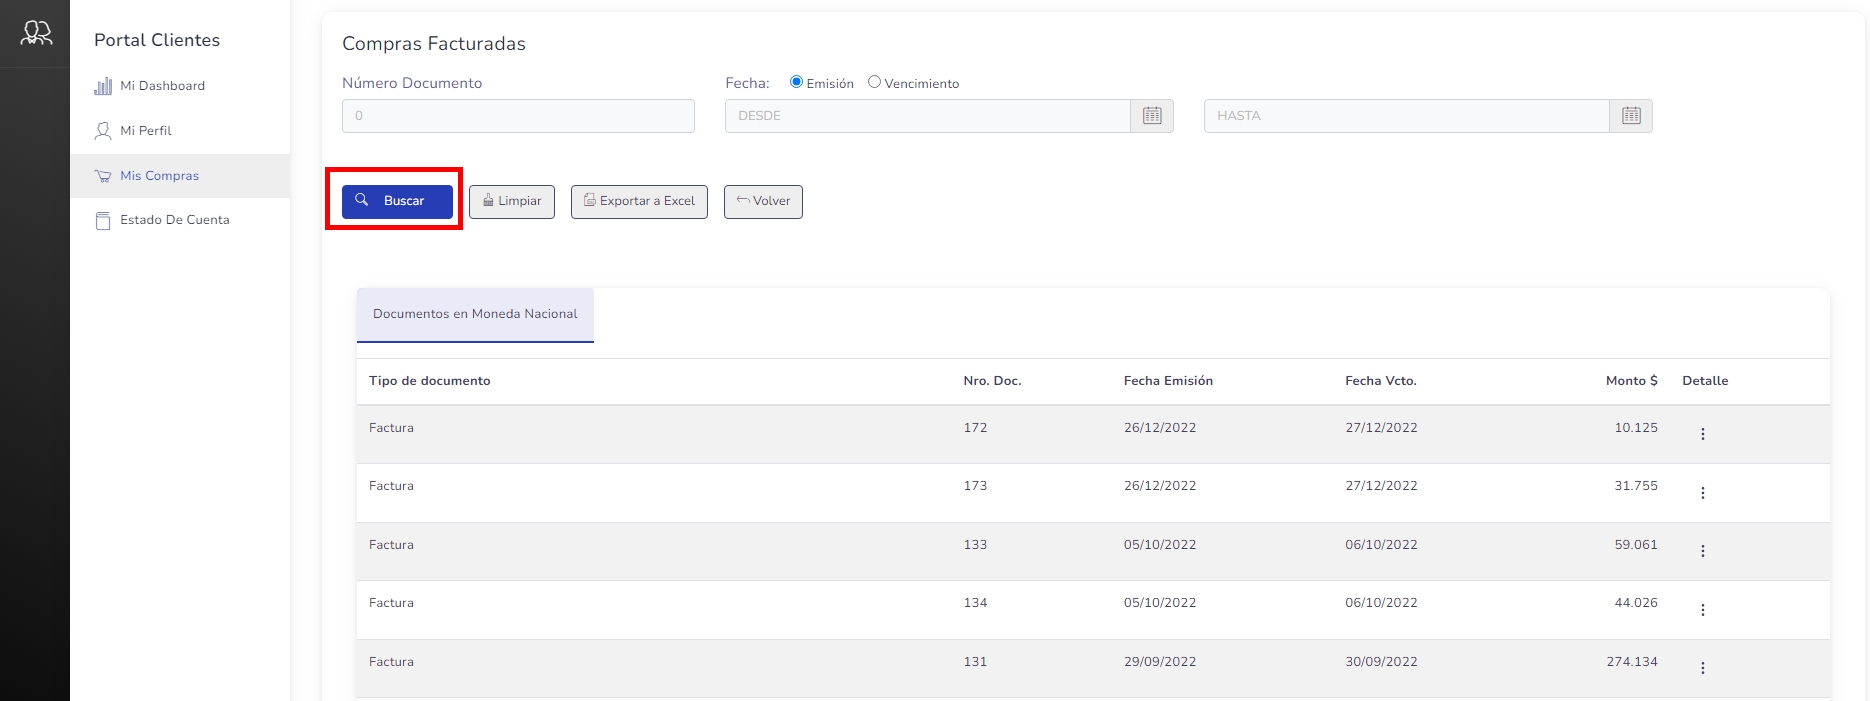 Portal Clientes
Mi Dashboard
Mi Perfil
Mis Compras
Estado De Cuenta
Compras Facturadas
Número Documento
Fecha: Emisión Vencimiento
0 DESDE HASTA
Buscar Limpiar Exportar a Excel Volver
Documentos en Moneda Nacional
Tipo de documento Nro. Doc. Fecha Emisión Fecha Vcto. Monto $ Detalle
Factura 172 26/12/2022 27/12/2022 10.125
Factura 173 26/12/2022 27/12/2022 31.755
Factura 133 05/10/2022 06/10/2022 59.061
Factura 134 05/10/2022 06/10/2022 44.026
Factura 131 29/09/2022 30/09/2022 274.134